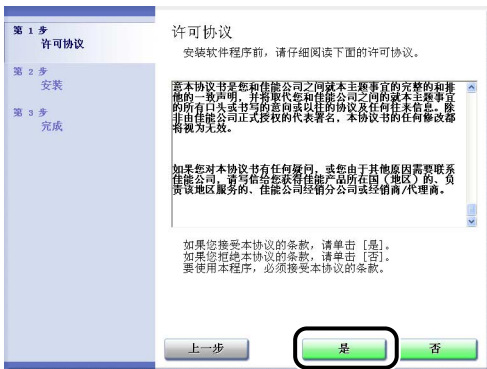 第 1 步
许可协议
第 2 步
安装
第 3 步
完成
许可协议
安装软件程序前，请仔细阅读下面的许可协议。
意本协议书是您和佳能公司之间就本主题事宜的完整的和排
他的一致声明，并将取代您和佳能公司之间的就本主题事宜
的所有口头或书写的意向或以往的协议及任何往来信息。除
非由佳能公司正式授权的代表署名，本协议书的任何修改都
将视为无效。
如果您对本协议书有任何疑问，或您由于其他原因需要联系
佳能公司，请写信给您获得佳能产品所在国（地区）的、负
责该地区服务的、佳能公司经销分公司或经销商/代理商。
如果您接受本协议的条款，请单击 [是]。
如果您拒绝本协议的条款，请单击 [否]。
要使用本程序，必须接受本协议的条款。
上一步
是
否